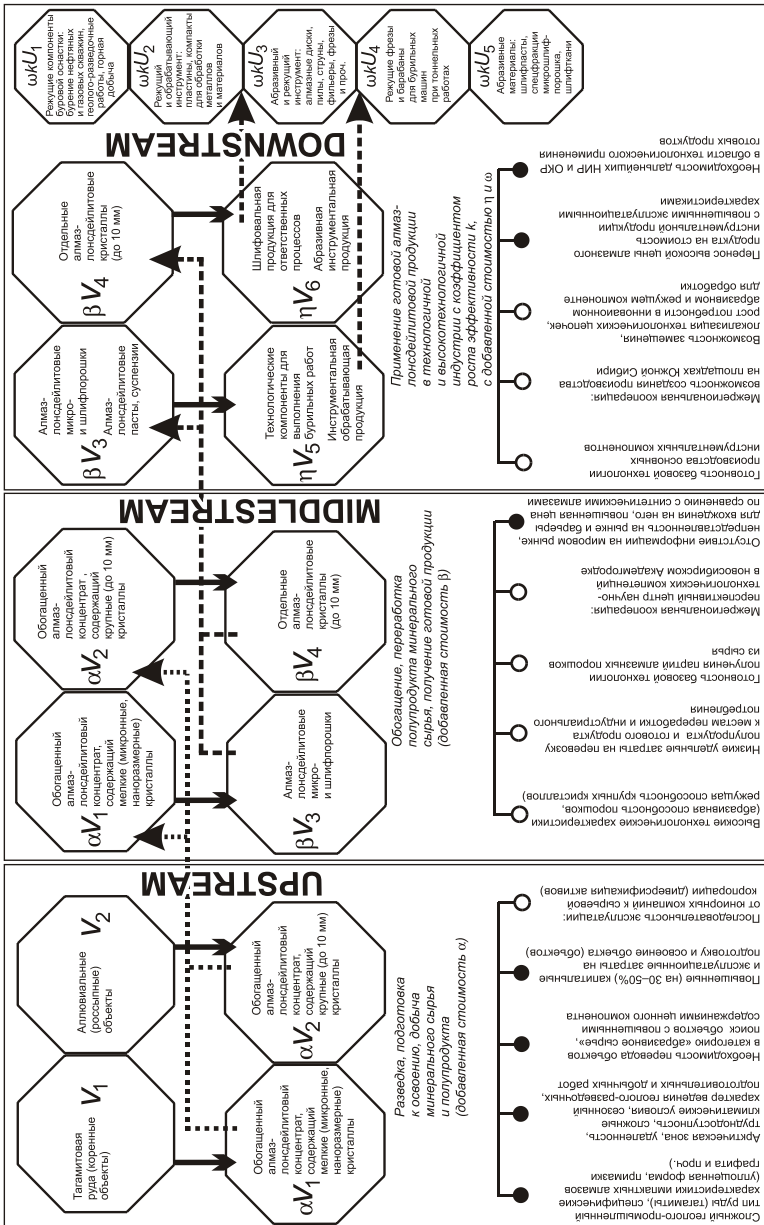 UPSTREAM
V1
Тагамитовая
руда (коренные
объекты)
V2
Аллювиальные
(россыпные)
объекты
αV1
Обогащенный
алмаз-
лонсдейлитовый
концентрат,
содержащий
мелкие (микронные,
наноразмерные)
кристаллы
αV2
Обогащенный
алмаз-
лонсдейлитовый
концентрат,
содержащий
крупные (до 10 мм)
кристаллы
Разведка, подготовка
к освоению, добыча
минерального сырья
и полупродукта
(добавленная стоимость α)
Сложный геолого-промышленный
тип руды (тагамиты), специфические
характеристики импактных алмазов
(уплощенная форма, примазки
графита и проч.)
Арктическая зона, удаленность,
труднодоступность, сложные
климатические условия, сезонный
характер ведения геолого-разведочных,
подготовительных и добычных работ
Необходимость перевода объектов
в категорию «абразивное сырье»,
поиск объектов с повышенными
содержаниями ценного компонента
Повышенные (на 30–50%) капитальные
и эксплуатационные затраты на
подготовку и освоение объекта (объектов)
Последовательность эксплуатации:
от юниорных компаний к сырьевой
корпорации (диверсификация активов)
MIDDLESTREAM
αV1
Обогащенный
алмаз-
лонсдейлитовый
концентрат,
содержащий
мелкие (микронные,
наноразмерные)
кристаллы
αV2
Обогащенный
алмаз-
лонсдейлитовый
концентрат ,
содержащий
крупные (до 10 мм)
кристаллы
βV3
Алмаз-
лонсдейлитовые
микро-
и шлифпорошки
βV4
Отдельные
алмаз-
лонсдейлитовые
кристаллы
(до 10 мм)
Обогащение, переработка
полупродукта минерального
сырья, получение готовой продукции
(добавленная стоимость β)
Высокие технологические характеристики
(абразивная способность порошков,
режущая способность крупных кристаллов)
Низкие удельные затраты на перевозку
полупродукта и готового продукта
к местам переработки и индустриального
потребления
Готовность базовой технологии
получения партий алмазных порошков
из сырья
Межрегиональная кооперация:
перспективный центр научно-
технологических компетенций
в новосибирском Академгородке
Отсутствие информации на мировом рынке,
непредставленность на рынке и барьеры
для вхождения на него, повышенная цена
по сравнению с синтетическими алмазами
DOWNSTREAM
βV3
Алмаз-
лонсдейлитовые
микро-
и шлифпорошки
Алмаз-
лонсдейлитовые
пасты, суспензии
βV4
Отдельные
алмаз-
лонсдейлитовые
кристаллы
(до 10 мм)
ηV5
Технологические
компоненты для
выполнения
бурильных работ
Инструментальная
обрабатывающая
продукция
ηV6
Шлифовальная
продукция для
ответственных
процессов
Абразивная
инструментальная
продукция
ωkU1
Режущие компоненты
буровой оснастки:
бурение нефтяных
и газовых скважин,
геолого-разведочные
работы, горная
добыча
ωkU2
Режущий
и обрабатывающий
инструмент:
пластины, компакты
для обработки
металлов
и материалов
ωkU3
Абразивный
и режущий
инструмент:
алмазные диски,
пилы, струны,
фильеры, фрезы
и проч.
ωkU4
Режущие фрезы
и барабаны
для бурильных
машин
при тоннельных
работах
ωkU5
Абразивные
материалы:
шлифпасты,
спецфракции
микрошлиф-
порошка,
шлифткани
Применение готовой алмаз-
лонсдейлитовой продукции
в технологичной
и высокотехнологичной
индустрии с коэффициентом
роста эффективности k,
с добавленной стоимостью η и ω
Готовность базовой технологии
производства основных
инструментальных компонентов
Межрегиональная кооперация:
возможность создания производства
на площадках Южной Сибири
Возможность замещения,
локализация технологических цепочек,
рост потребности в инновационном
абразивном и режущем компоненте
для обработки
Перенос высокой цены алмазного
продукта на стоимость
инструментальной продукции
с повышенными эксплуатационными
характеристиками
Необходимость дальнейших НИР и ОКР
в области технологического применения
готовых продуктов